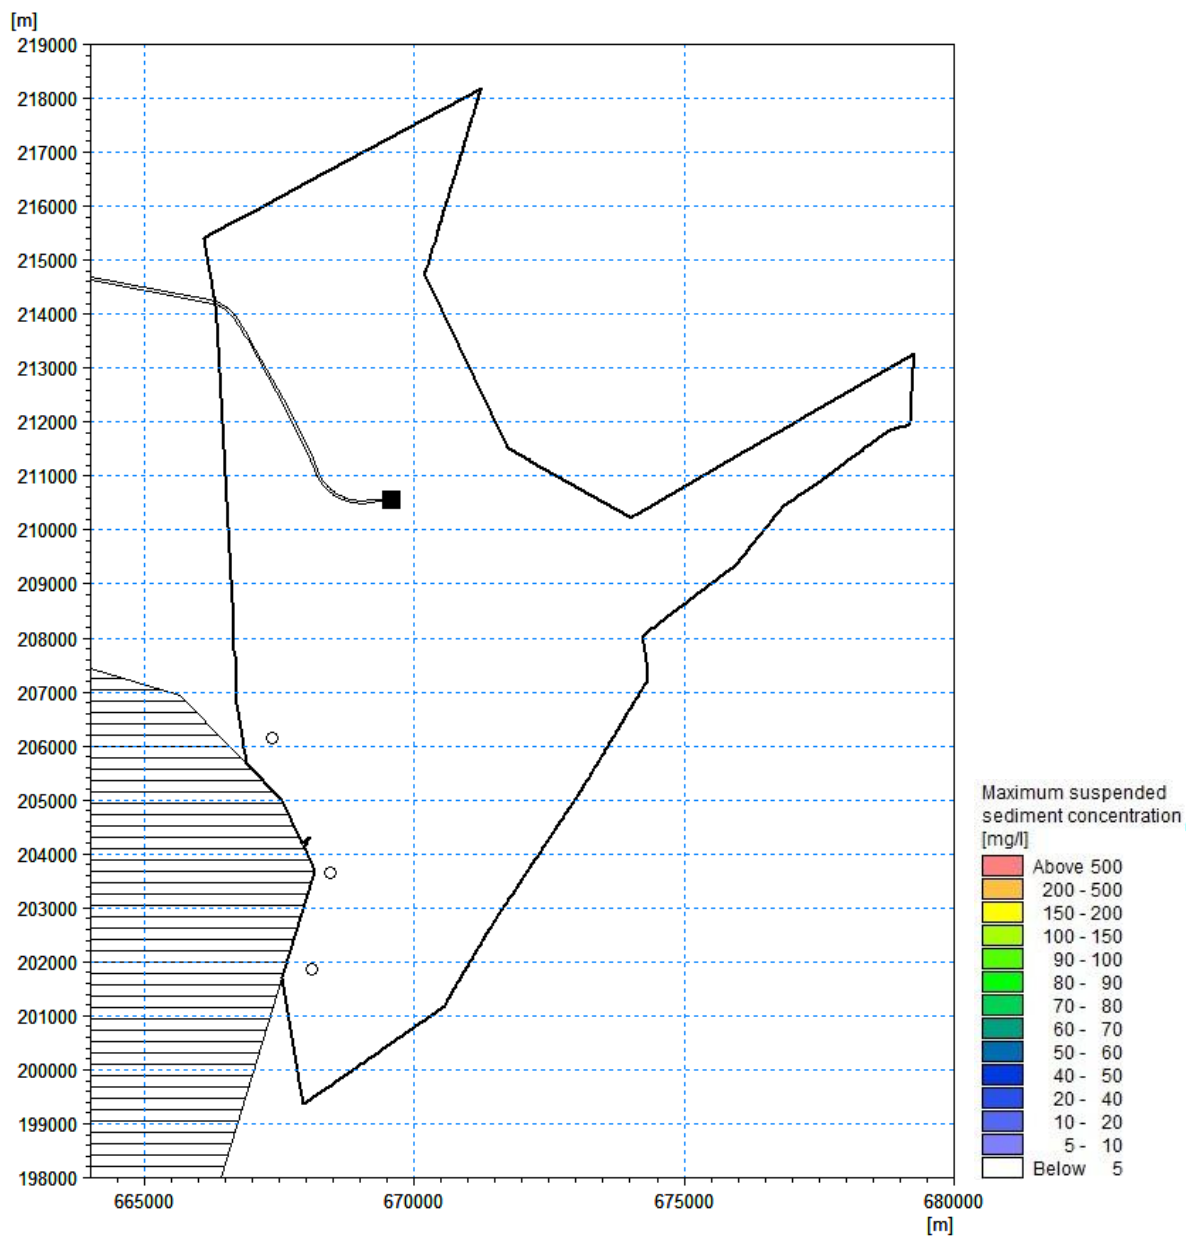 [m]
219000
218000
217000
216000
215000
214000
213000
212000
211000
210000
209000
208000
207000
206000
205000
204000
203000
202000
201000
200000
199000
198000
665000
670000
675000
680000
[m]
Maximum suspended
sediment concentration
[mg/l]
Above 500
200 - 500
150 - 200
100 - 150
90 - 100
80 - 90
70 - 80
60 - 70
50 - 60
40 - 50
20 - 40
10 - 20
5 - 10
Below 5